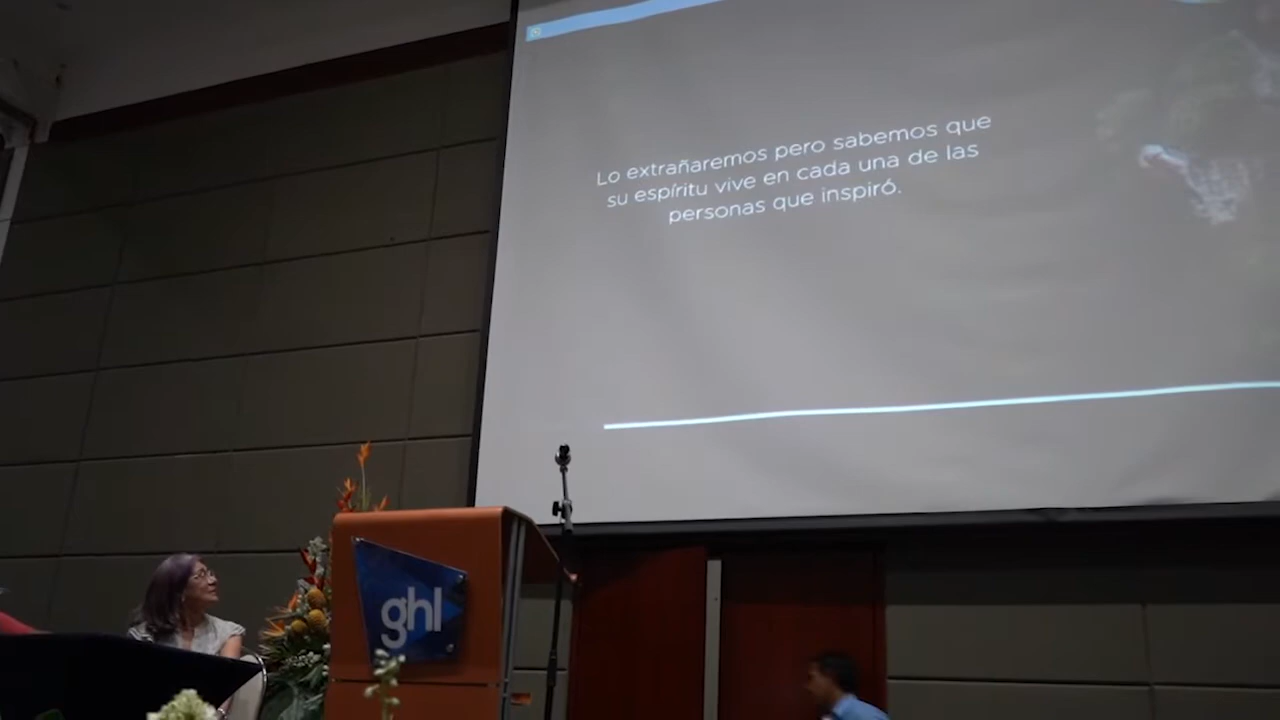 Lo extrañaremos pero sabemos que
su espíritu vive en cada una de las
personas que inspiró.
ghl